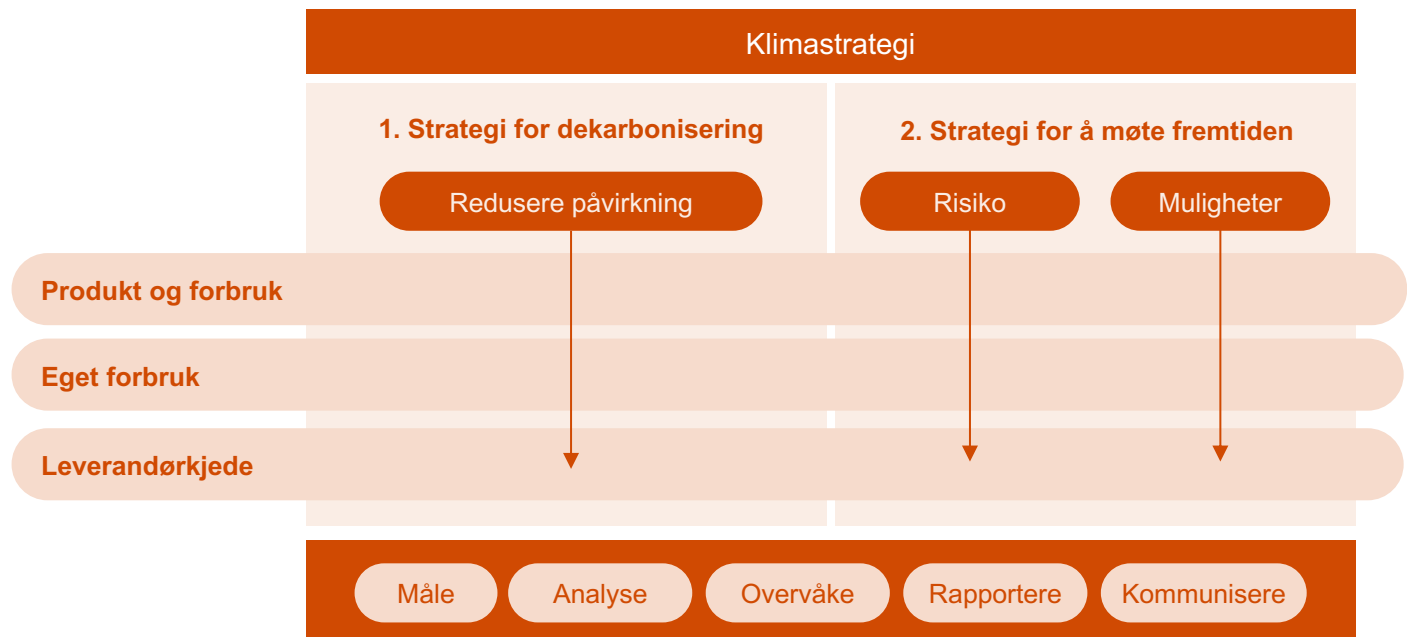 Klimastrategi
1. Strategi for dekarbonisering
2. Strategi for å møte fremtiden
Redusere påvirkning
Risiko
Muligheter
Produkt og forbruk
Eget forbruk
Leverandørkjede
Måle
Analyse
Overvåke
Rapportere
Kommunisere